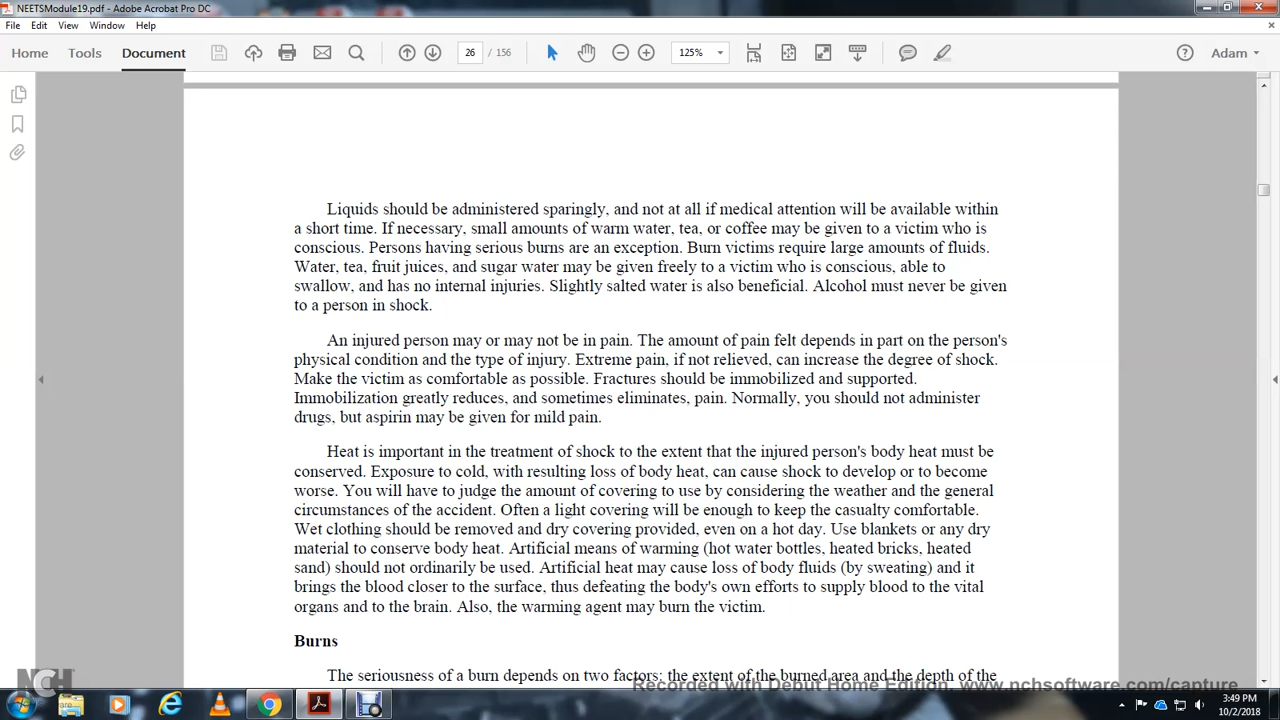 NEETSModule19.pdf - Adobe Acrobat Pro DC
File Edit View Window Help
Home Tools Document 26 / 156 125% Adam
Liquids should be administered sparingly, and not at all if medical attention will be available within
a short time. If necessary, small amounts of warm water, tea, or coffee may be given to a victim who is
conscious. Persons having serious burns are an exception. Burn victims require large amounts of fluids.
Water, tea, fruit juices, and sugar water may be given freely to a victim who is conscious, able to
swallow, and has no internal injuries. Slightly salted water is also beneficial. Alcohol must never be given
to a person in shock.
An injured person may or may not be in pain. The amount of pain felt depends in part on the person's
physical condition and the type of injury. Extreme pain, if not relieved, can increase the degree of shock.
Make the victim as comfortable as possible. Fractures should be immobilized and supported.
Immobilization greatly reduces, and sometimes eliminates, pain. Normally, you should not administer
drugs, but aspirin may be given for mild pain.
Heat is important in the treatment of shock to the extent that the injured person's body heat must be
conserved. Exposure to cold, with resulting loss of body heat, can cause shock to develop or to become
worse. You will have to judge the amount of covering to use by considering the weather and the general
circumstances of the accident. Often a light covering will be enough to keep the casualty comfortable.
Wet clothing should be removed and dry covering provided, even on a hot day. Use blankets or any dry
material to conserve body heat. Artificial means of warming (hot water bottles, heated bricks, heated
sand) should not ordinarily be used. Artificial heat may cause loss of body fluids (by sweating) and it
brings the blood closer to the surface, thus defeating the body's own efforts to supply blood to the vital
organs and to the brain. Also, the warming agent may burn the victim.
Burns
The seriousness of a burn depends on two factors: the extent of the burned area and the depth of the
NCH
Recorded with Debut Home Edition. www.nchsoftware.com/capture
3:49 PM
10/2/2018